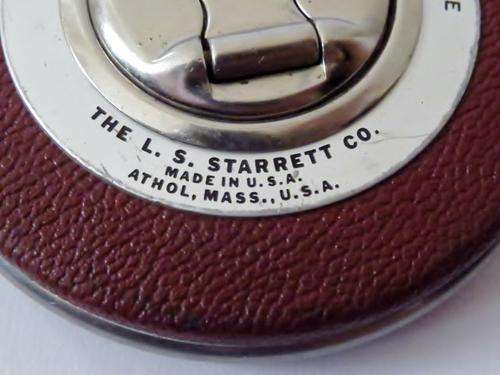 E
THE L. S. STARRETT CO.
MADE IN U.S.A.
ATHOL, MASS., U.S.A.